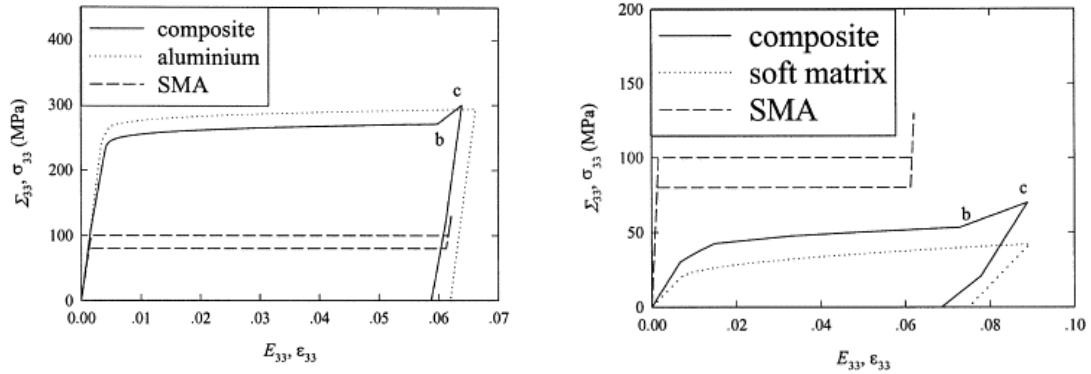 composite
aluminium
SMA
400
300
200
100
0
Σ33, σ33 (MPa)
c
b
0.00 .01 .02 .03 .04 .05 .06 .07
E33, ε33
200
150
100
50
0
Σ33, σ33 (MPa)
composite
soft matrix
SMA
c
b
0.00 .02 .04 .06 .08 .10
E33, ε33